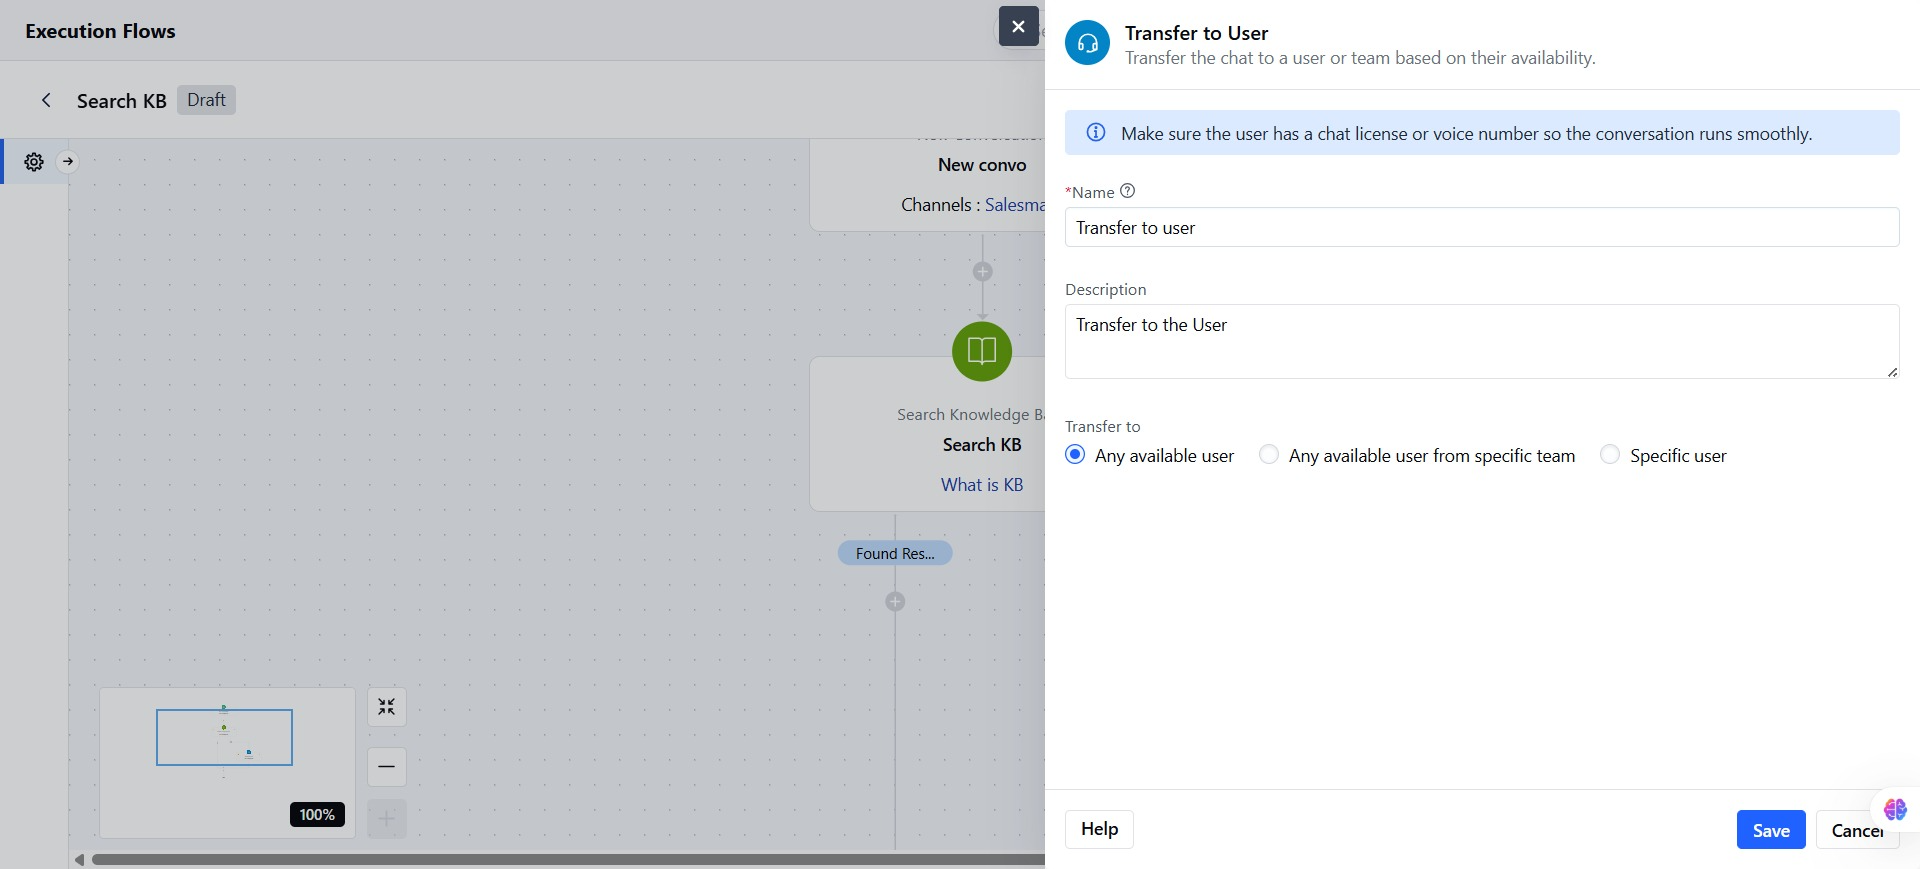 Execution Flows
Search KB
Draft
New convo
Channels :
Search Knowledge
Search KB
What is KB
Found Res...
100%
Transfer to User
Transfer the chat to a user or team based on their availability.
Make sure the user has a chat license or voice number so the conversation runs smoothly.
*Name
Transfer to user
Description
Transfer to the User
Transfer to
Any available user
Any available user from specific team
Specific user
Help
Save
Cancel